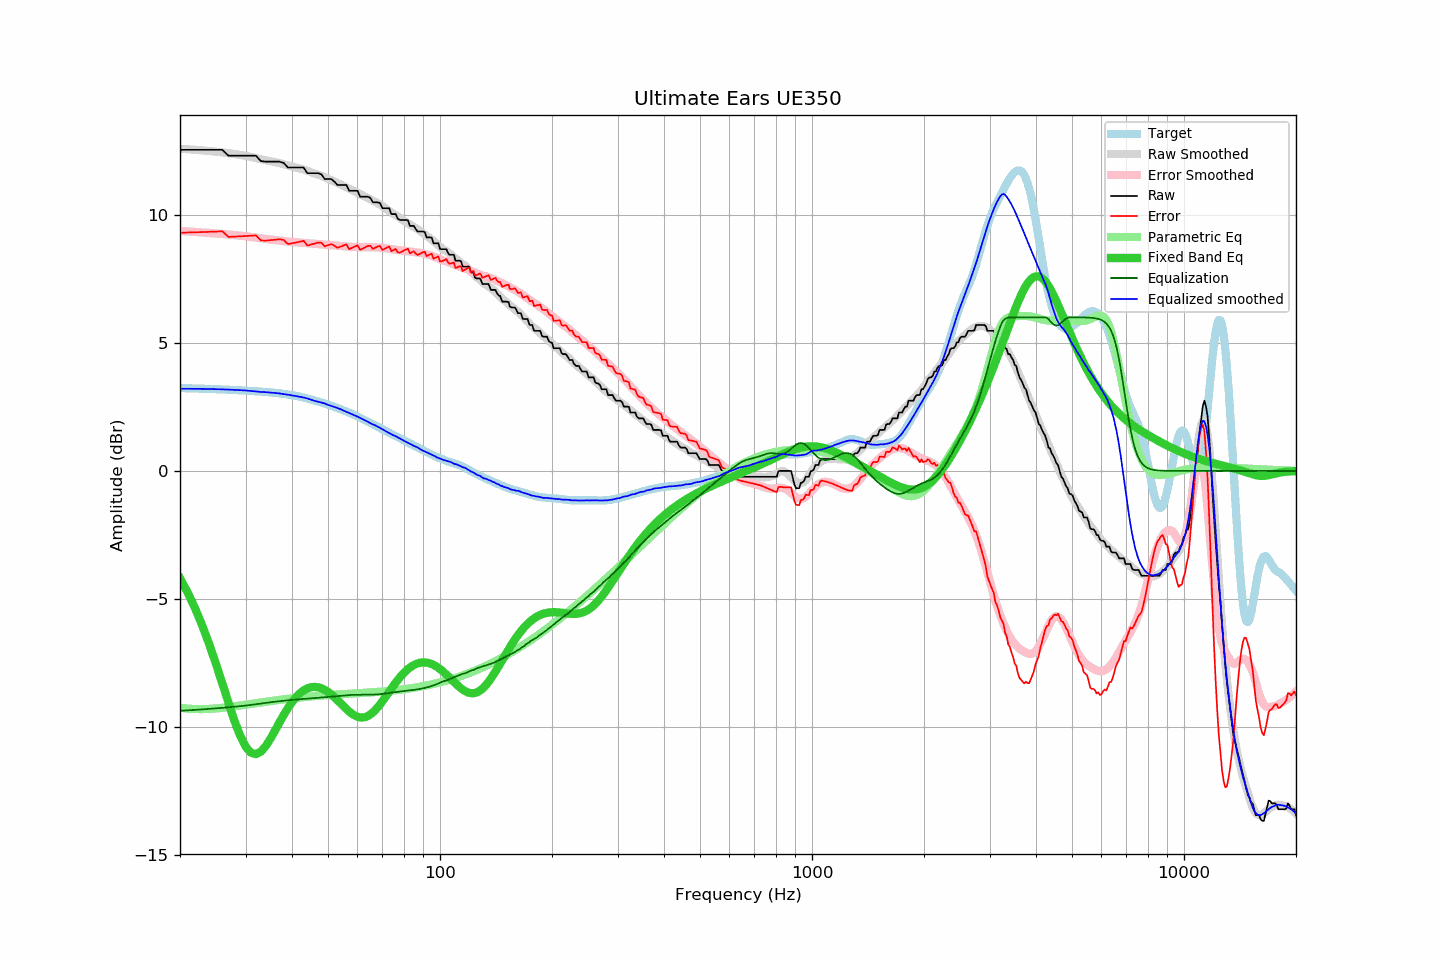 Ultimate Ears UE350
Target
Raw Smoothed
Error Smoothed
Raw
Error
Parametric Eq
Fixed Band Eq
Equalization
Equalized smoothed
Amplitude (dBr)
10
5
0
−5
−10
−15
100
1000
10000
Frequency (Hz)